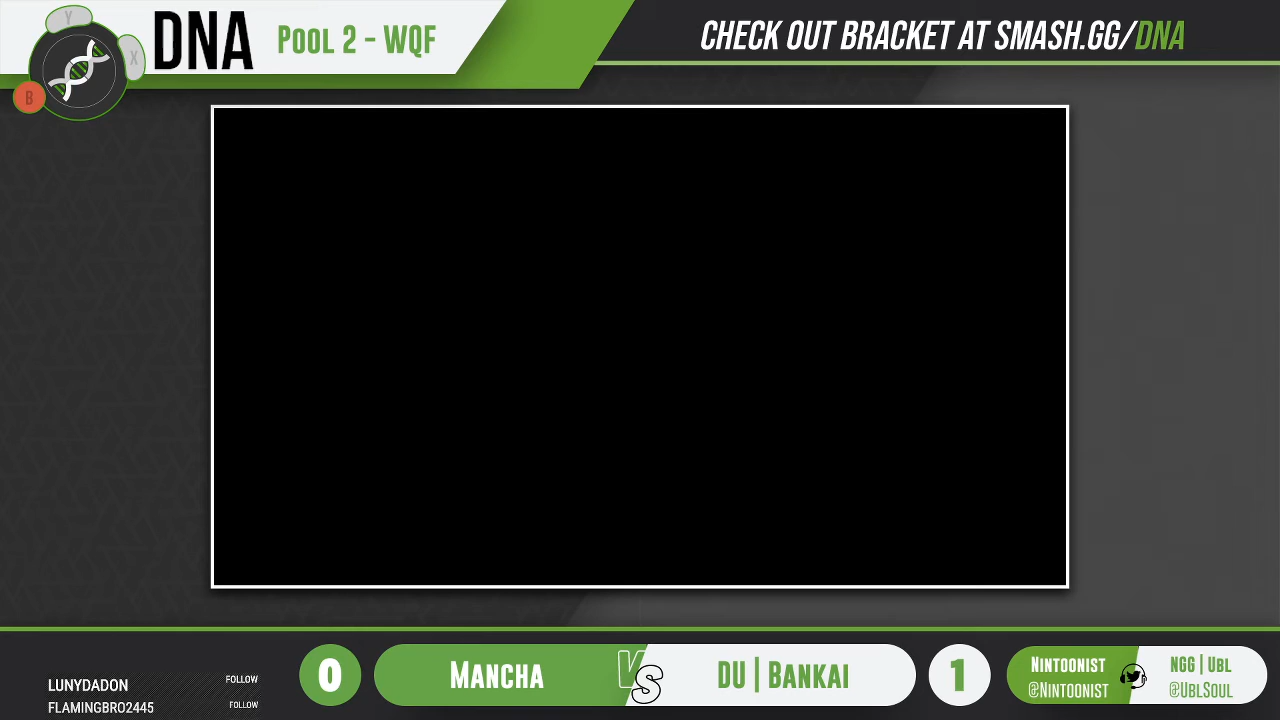 Y
X
B
DNA
Pool 2 - WQF
CHECK OUT BRACKET AT SMASH.GG/DNA
0
Mancha
VS
DU | Bankai
1
Nintoonist
@Nintoonist
NGG | Ubl
@UblSoul
LUNYDADON
FOLLOW
FLAMINGBRO2445
FOLLOW